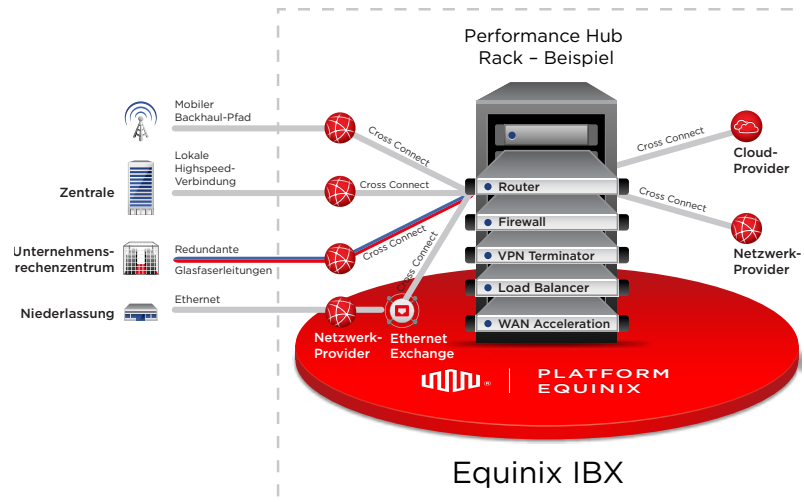 Performance Hub
Rack – Beispiel
Mobiler
Backhaul-Pfad
Cross Connect
Cross Connect
Cloud-
Provider
Zentrale
Lokale
Highspeed-
Verbindung
Cross Connect
Router
Cross Connect
Firewall
Netzwerk-
Provider
Unternehmens-
rechenzentrum
Redundante
Glasfaserleitungen
Cross Connect
Cross Connect
VPN Terminator
Load Balancer
Niederlassung
Ethernet
WAN Acceleration
Netzwerk-
Provider
Ethernet
Exchange
® | PLATFORM
EQUINIX
Equinix IBX